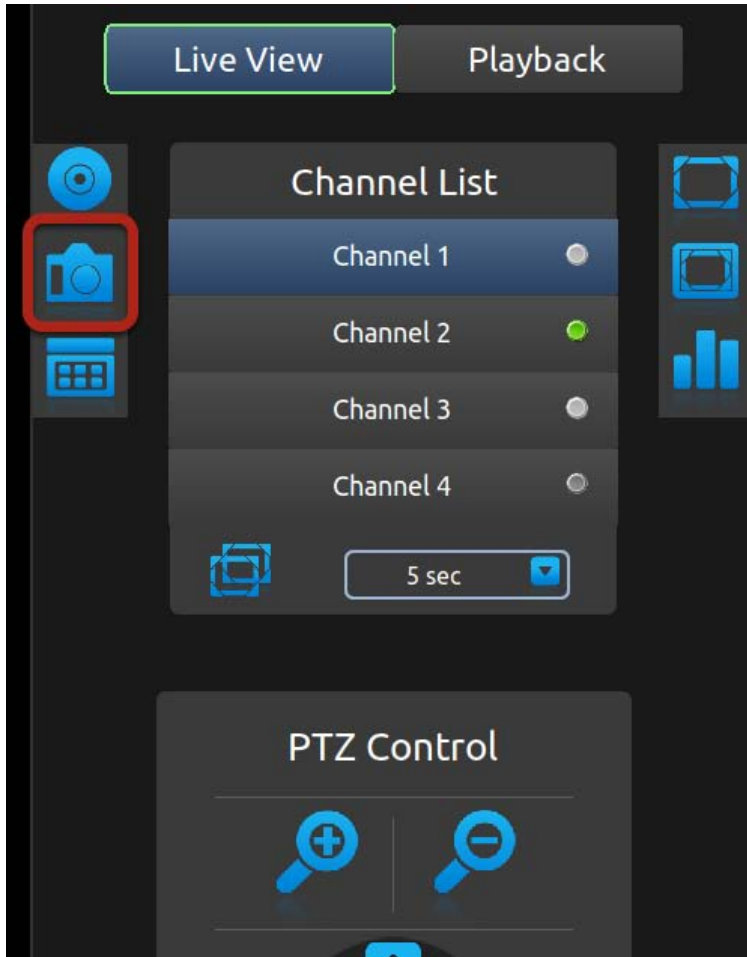 Live View
Playback
Channel List
Channel 1
Channel 2
Channel 3
Channel 4
5 sec
PTZ Control